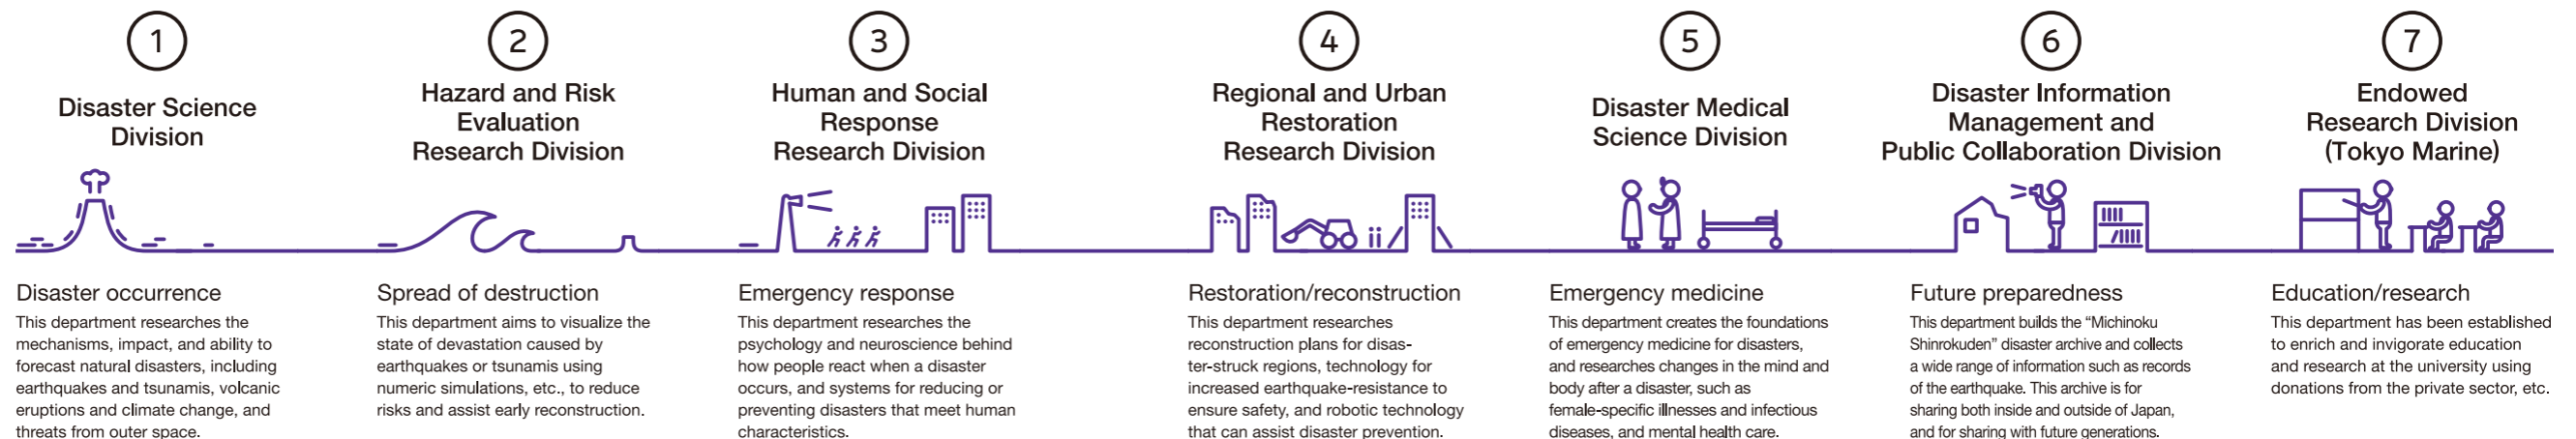 1
Disaster Science
Division
Disaster occurrence
This department researches the
mechanisms, impact, and ability to
forecast natural disasters, including
earthquakes and tsunamis, volcanic
eruptions and climate change, and
threats from outer space.
2
Hazard and Risk
Evaluation
Research Division
Spread of destruction
This department aims to visualize the
state of devastation caused by
earthquakes or tsunamis using
numeric simulations, etc., to reduce
risks and assist early reconstruction.
3
Human and Social
Response
Research Division
Emergency response
This department researches the
psychology and neuroscience behind
how people react when a disaster
occurs, and systems for reducing or
preventing disasters that meet human
characteristics.
4
Regional and Urban
Restoration
Research Division
Restoration/reconstruction
This department researches
reconstruction plans for disas-
ter-struck regions, technology for
increased earthquake-resistance to
ensure safety, and robotic technology
that can assist disaster prevention.
5
Disaster Medical
Science Division
Emergency medicine
This department creates the foundations
of emergency medicine for disasters,
and researches changes in the mind and
body after a disaster, such as
female-specific illnesses and infectious
diseases, and mental health care.
6
Disaster Information
Management and
Public Collaboration Division
Future preparedness
This department builds the “Michinoku
Shinrokuden” disaster archive and collects
a wide range of information such as records
of the earthquake. This archive is for
sharing both inside and outside of Japan,
and for sharing with future generations.
7
Endowed
Research Division
(Tokyo Marine)
Education/research
This department has been established
to enrich and invigorate education
and research at the university using
donations from the private sector, etc.